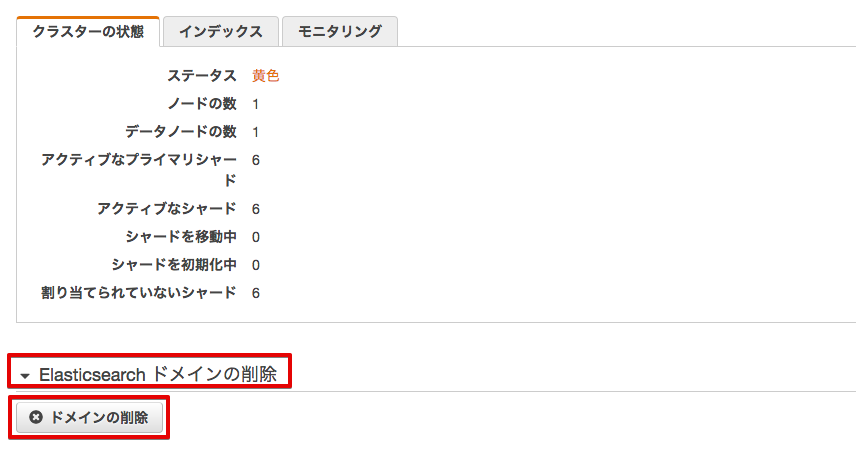 クラスターの状態 インデックス モニタリング
ステータス 黄色
ノードの数 1
データノードの数 1
アクティブなプライマリシャー 6
ド
アクティブなシャード 6
シャードを移動中 0
シャードを初期化中 0
割り当てられていないシャード 6
Elasticsearch ドメインの削除
ドメインの削除